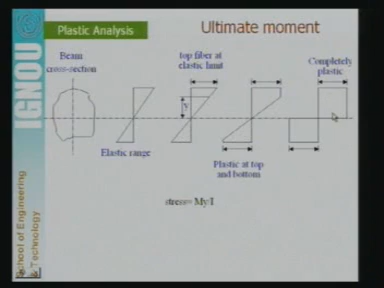 Plastic Analysis
Ultimate moment
IGNOU
School of Engineering
& Technology
Beam
cross-section
top fiber at
elastic limit
Completely
plastic
y
Elastic range
Plastic at top
and bottom
stress= My/I